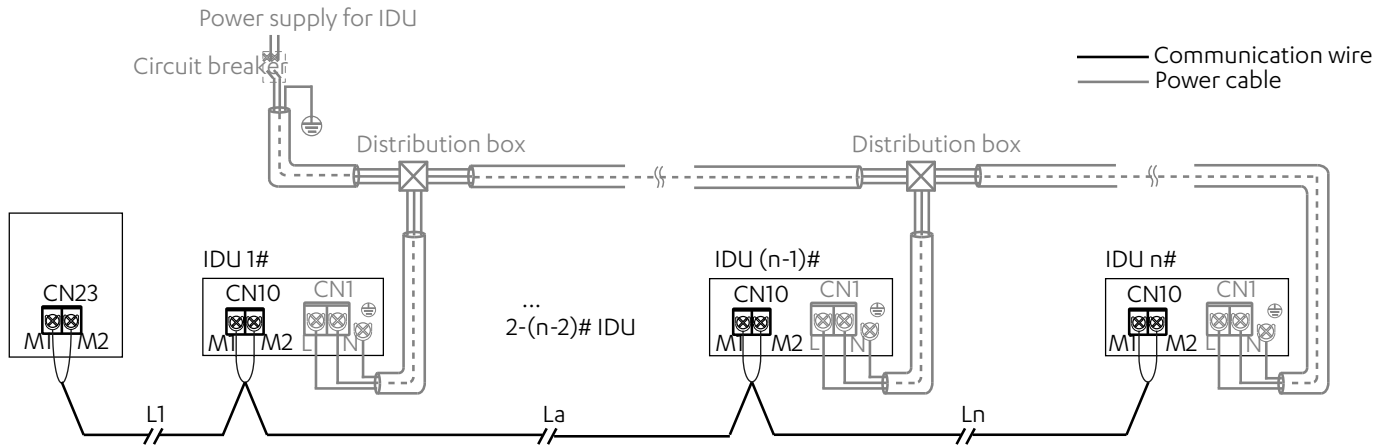 Power supply for IDU
Circuit breaker
Communication wire
Power cable
Distribution box
Distribution box
IDU 1#
IDU (n-1)#
IDU n#
CN23
CN10
CN1
...
2-(n-2)# IDU
CN10
CN1
CN10
CN1
M1
M2
M1
M2
L
N
M1
M2
L
N
M1
M2
L
N
L1
La
Ln